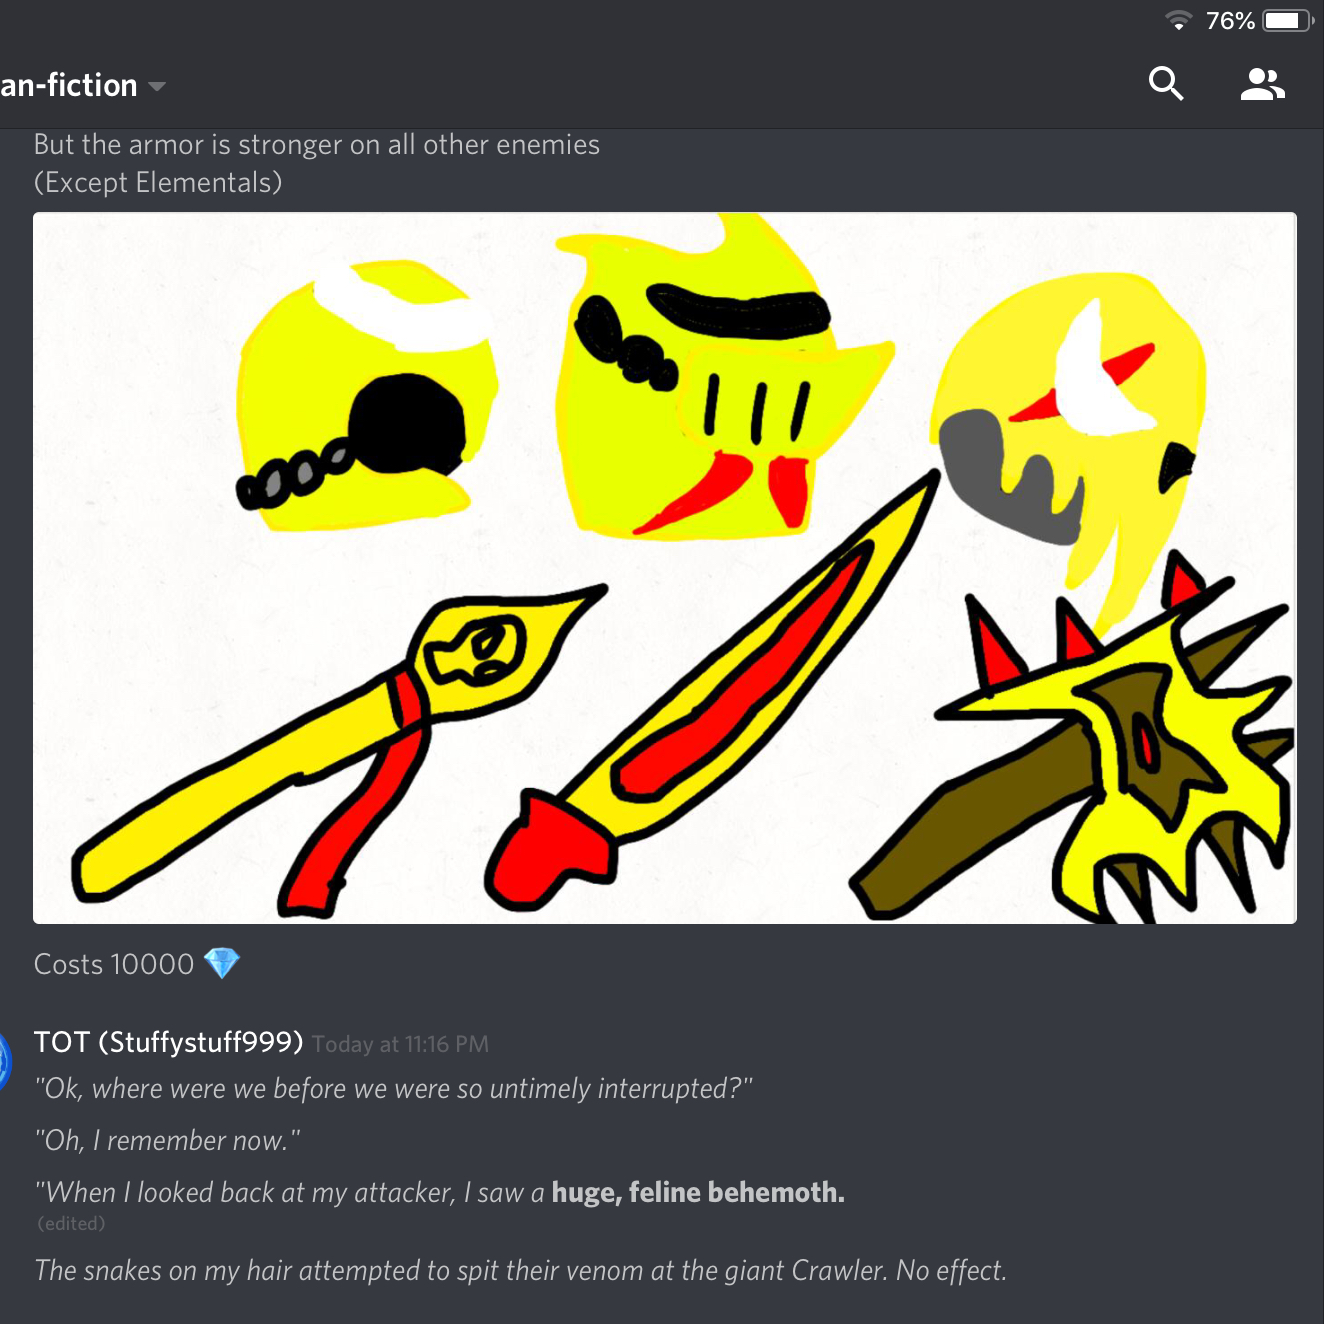 76%
an-fiction
But the armor is stronger on all other enemies
(Except Elementals)
Costs 10000 💎
TOT (Stuffystuff999) Today at 11:16 PM
"Ok, where were we before we were so untimely interrupted?"
"Oh, I remember now."
"When I looked back at my attacker, I saw a huge, feline behemoth.
(edited)
The snakes on my hair attempted to spit their venom at the giant Crawler. No effect.